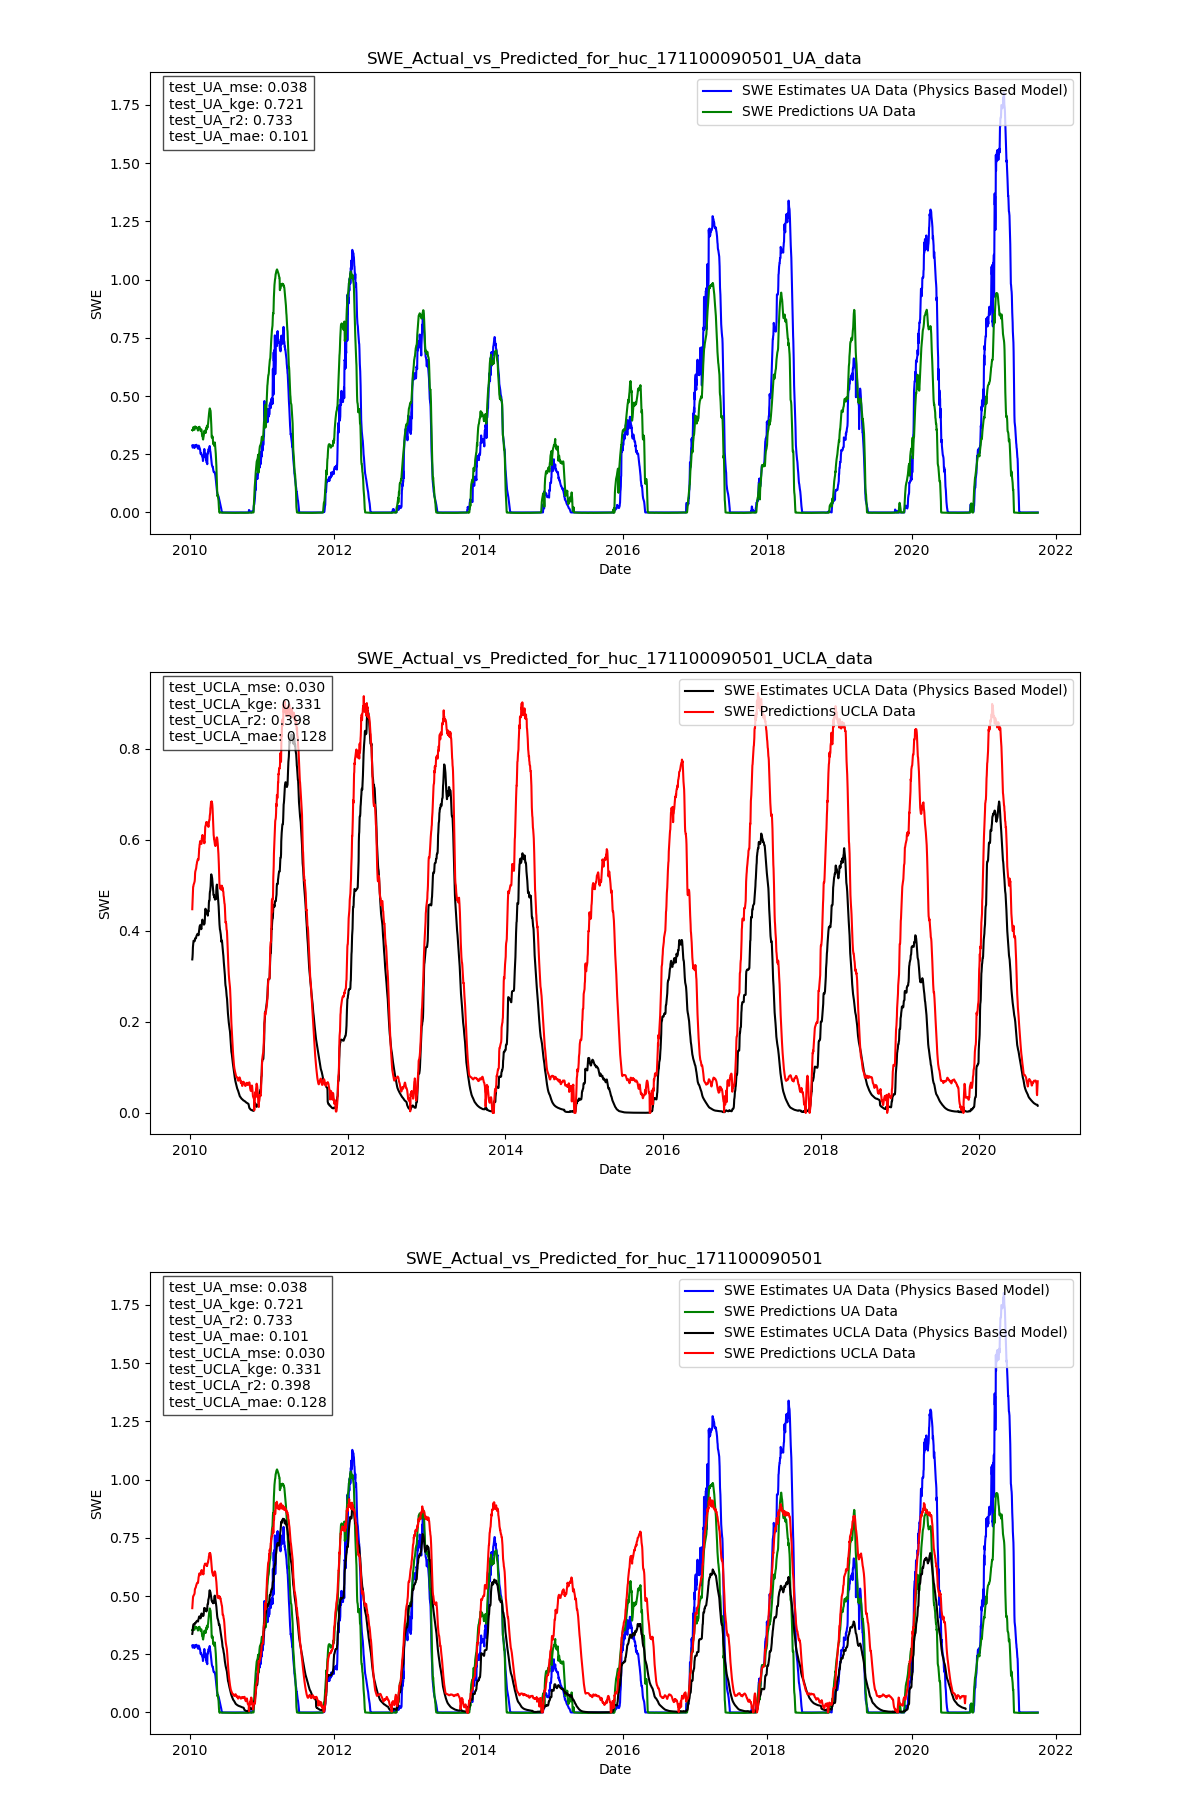 SWE_Actual_vs_Predicted_for_huc_171100090501_UA_data
test_UA_mse: 0.038
test_UA_kge: 0.721
test_UA_r2: 0.733
test_UA_mae: 0.101
SWE Estimates UA Data (Physics Based Model)
SWE Predictions UA Data
1.75
1.50
1.25
1.00
0.75
0.50
0.25
0.00
SWE
2010 2012 2014 2016 2018 2020 2022
Date
SWE_Actual_vs_Predicted_for_huc_171100090501_UCLA_data
test_UCLA_mse: 0.030
test_UCLA_kge: 0.331
test_UCLA_r2: 0.398
test_UCLA_mae: 0.128
SWE Estimates UCLA Data (Physics Based Model)
SWE Predictions UCLA Data
0.8
0.6
0.4
0.2
0.0
SWE
2010 2012 2014 2016 2018 2020
Date
SWE_Actual_vs_Predicted_for_huc_171100090501
test_UA_mse: 0.038
test_UA_kge: 0.721
test_UA_r2: 0.733
test_UA_mae: 0.101
test_UCLA_mse: 0.030
test_UCLA_kge: 0.331
test_UCLA_r2: 0.398
test_UCLA_mae: 0.128
SWE Estimates UA Data (Physics Based Model)
SWE Predictions UA Data
SWE Estimates UCLA Data (Physics Based Model)
SWE Predictions UCLA Data
1.75
1.50
1.25
1.00
0.75
0.50
0.25
0.00
SWE
2010 2012 2014 2016 2018 2020 2022
Date